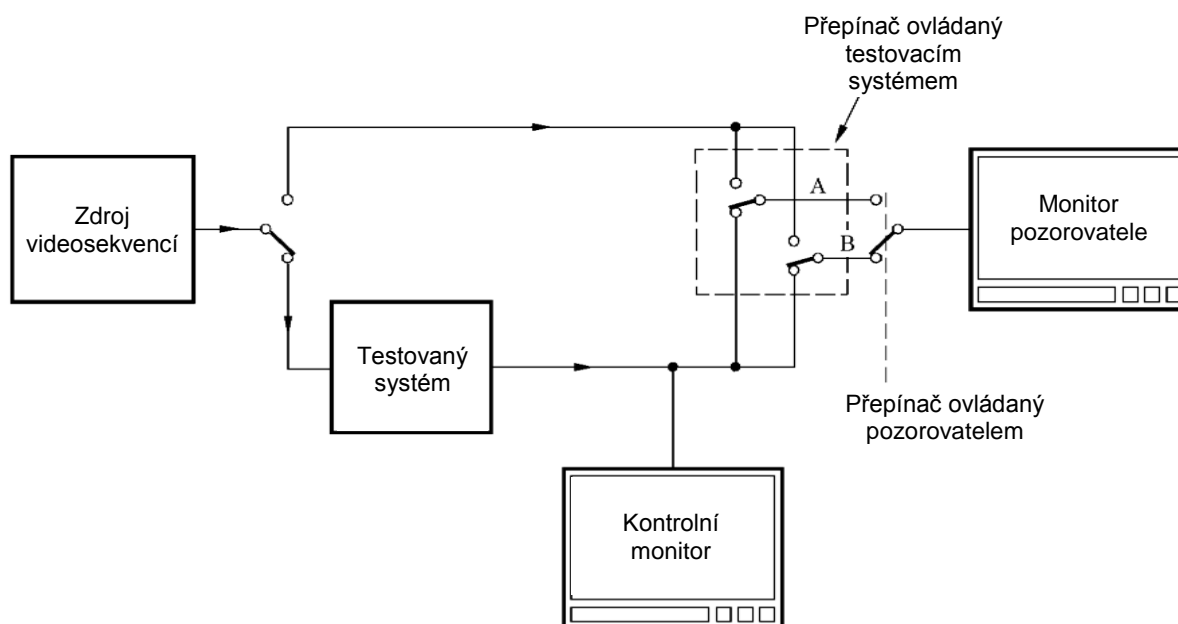 Přepínač ovládaný
testovacím
systémem
Zdroj
videosekvencí
A
B
Monitor
pozorovatele
Testovaný
systém
Přepínač ovládaný
pozorovatelem
Kontrolní
monitor